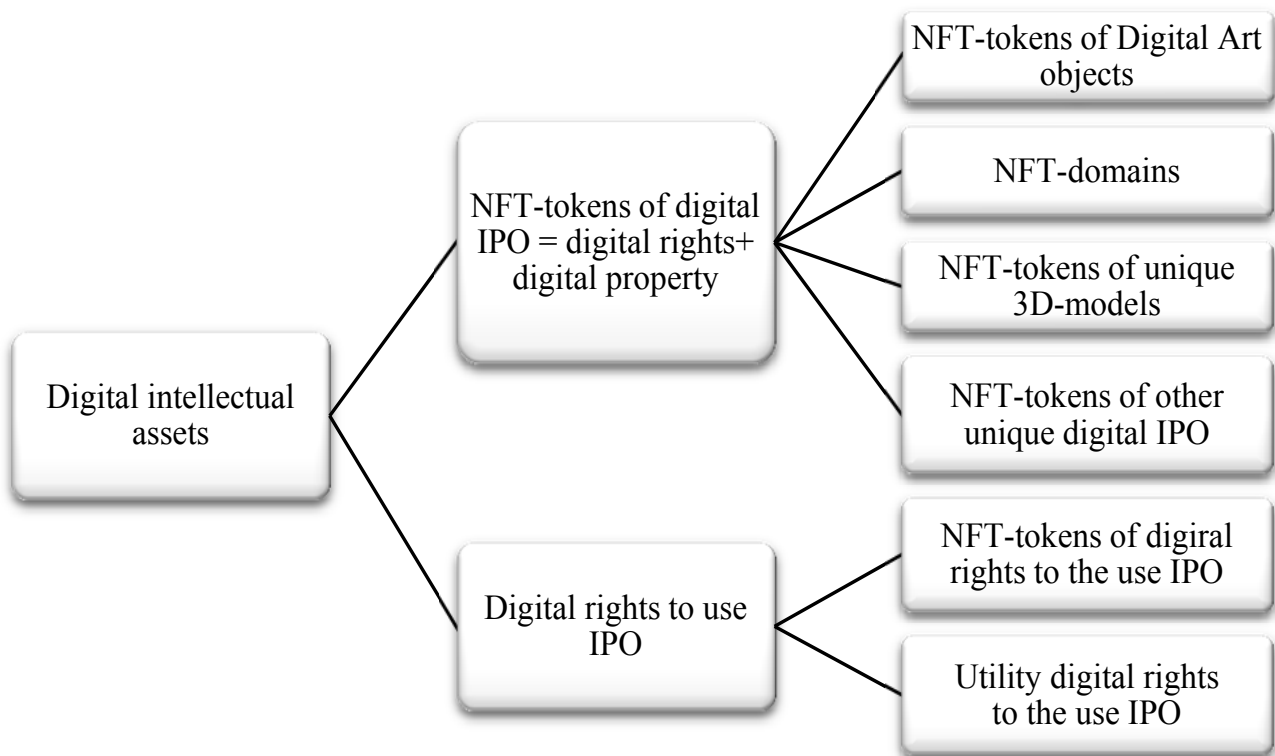 NFT-tokens of Digital Art
objects
NFT-domains
NFT-tokens of digital
IPO = digital rights+
digital property
NFT-tokens of unique
3D-models
NFT-tokens of other
unique digital IPO
Digital intellectual
assets
NFT-tokens of digiral
rights to the use IPO
Digital rights to use
IPO
Utility digital rights
to the use IPO